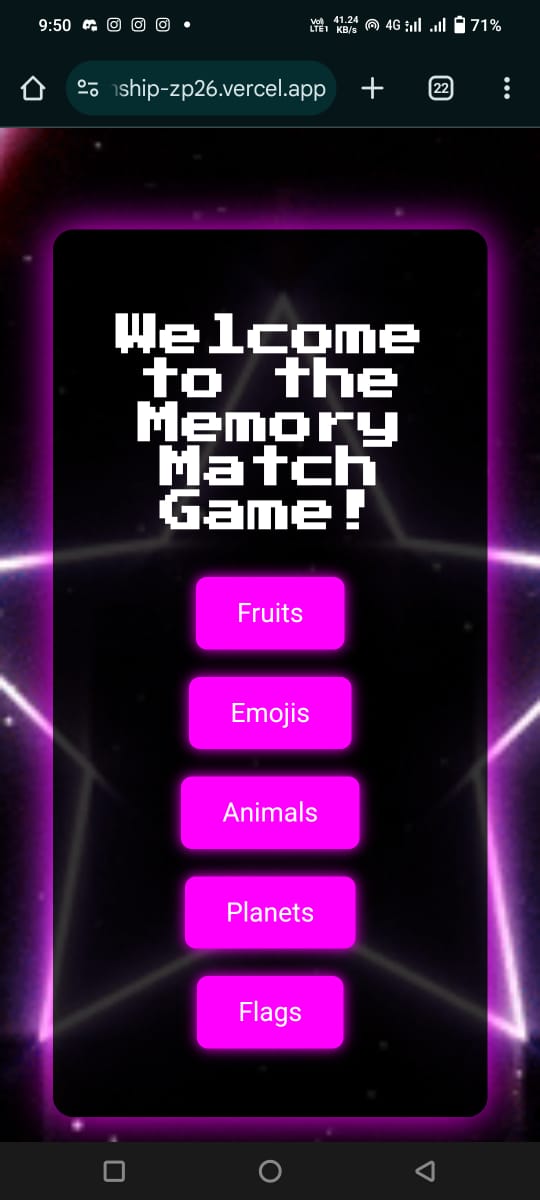 9:50 Vo) LTE1 41.24 KB/s 4G 71%
ship-zp26.vercel.app 22
Welcome
to the
Memory
Match
Game!
Fruits
Emojis
Animals
Planets
Flags